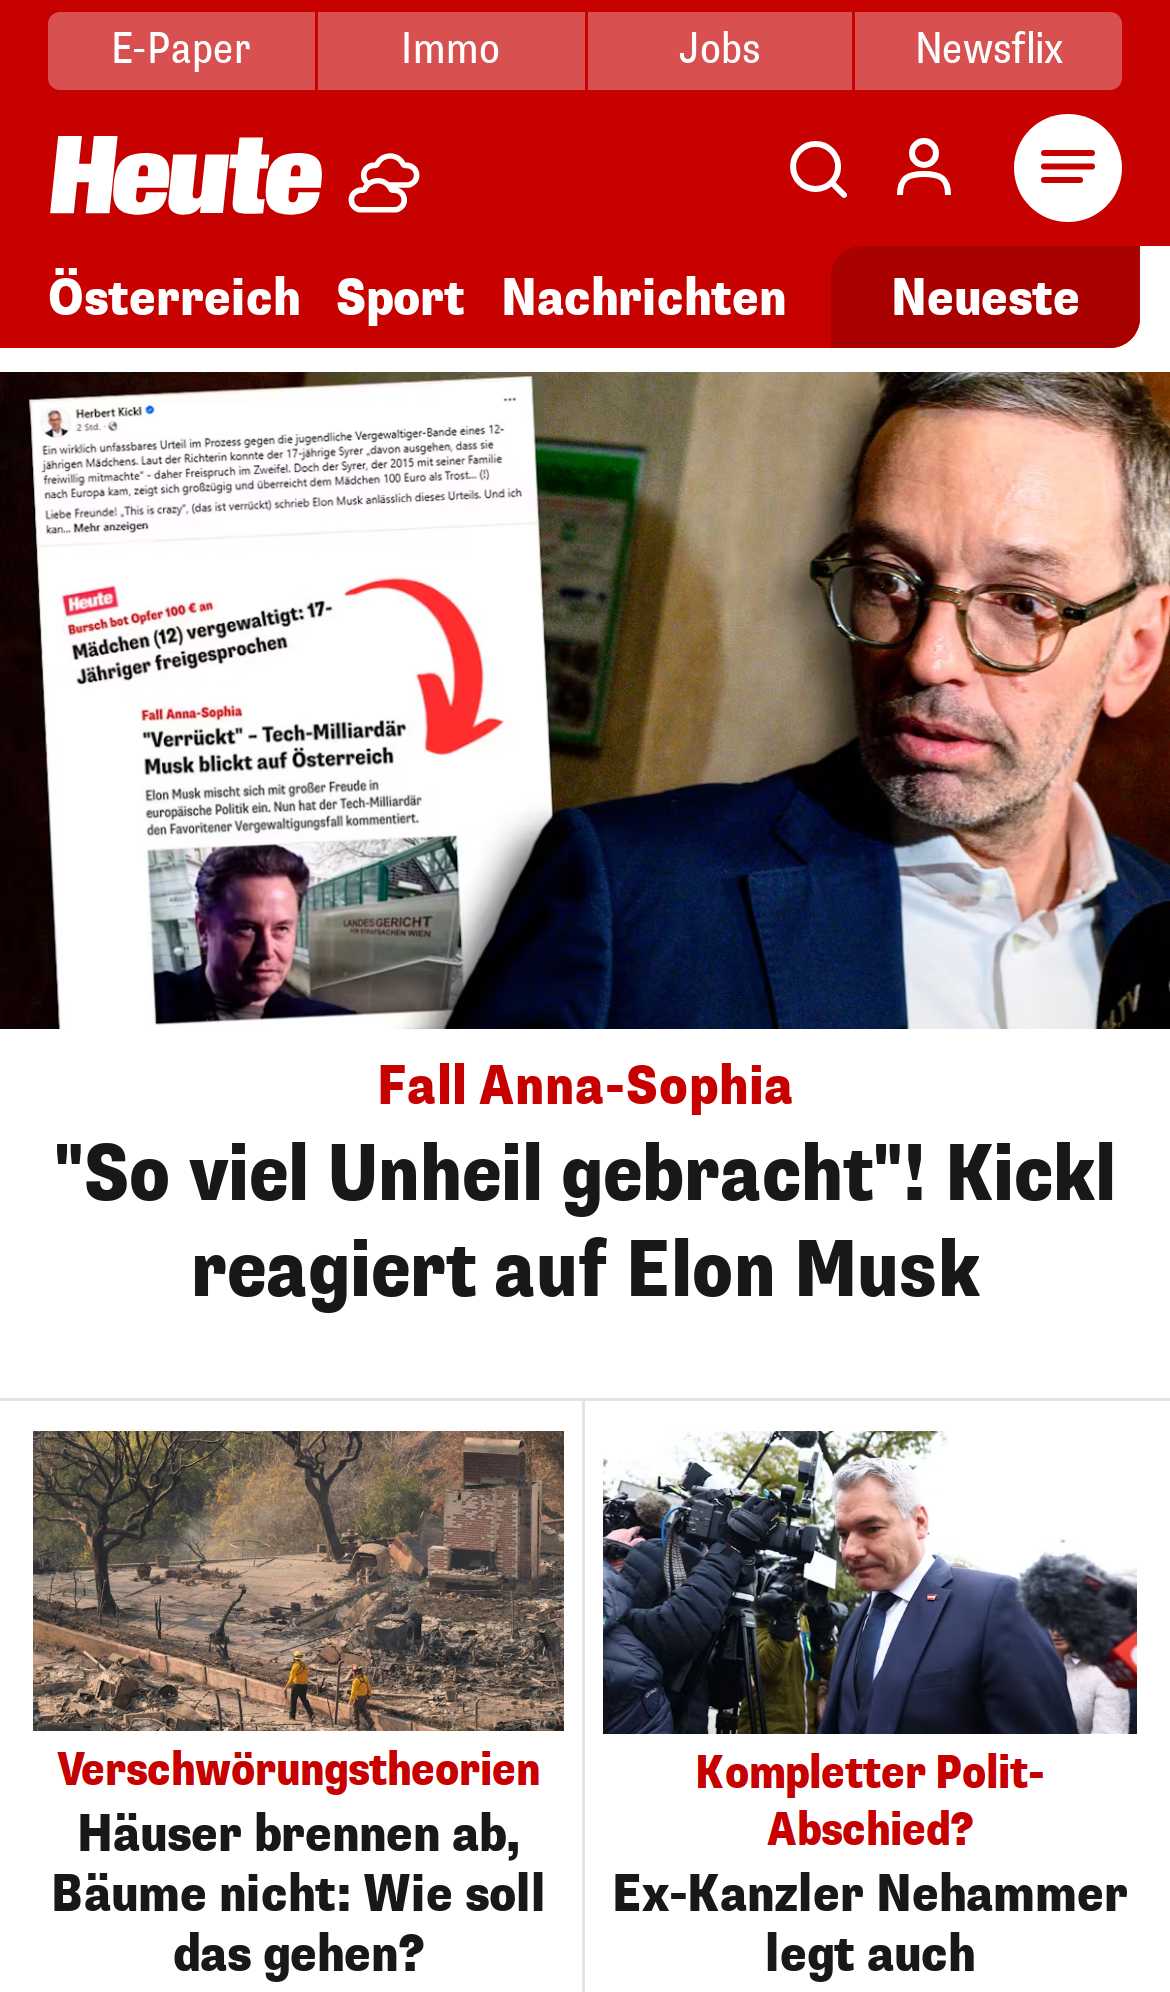 E-Paper
Immo
Jobs
Newsflix
Heute
Österreich
Sport
Nachrichten
Neueste
Herbert Kickl
2 Std.
Ein wirklich unfassbares Urteil im Prozess gegen die jugendliche Vergewaltiger-Bande eines 12-
jährigen Mädchens. Laut der Richterin konnte der 17-jährige Syrer „davon ausgehen, dass sie
freiwillig mitmachte“ - daher Freispruch im Zweifel. Doch der Syrer, der 2015 mit seiner Familie
nach Europa kam, zeigt sich großzügig und überreicht dem Mädchen 100 Euro als Trost... (!)
Liebe Freunde! „This is crazy“, (das ist verrückt) schrieb Elon Musk anlässlich dieses Urteils. Und ich
kan... Mehr anzeigen
Heute
Bursch bot Opfer 100 € an
Mädchen (12) vergewaltigt: 17-
Jähriger freigesprochen
Fall Anna-Sophia
"Verrückt" – Tech-Milliardär
Musk blickt auf Österreich
Elon Musk mischt sich mit großer Freude in
europäische Politik ein. Nun hat der Tech-Milliardär
den Favoritener Vergewaltigungsfall kommentiert.
LANDESGERICHT
FÜR STRAFSACHEN WIEN
Fall Anna-Sophia
"So viel Unheil gebracht"! Kickl
reagiert auf Elon Musk
Verschwörungstheorien
Häuser brennen ab,
Bäume nicht: Wie soll
das gehen?
Kompletter Polit-
Abschied?
Ex-Kanzler Nehammer
legt auch